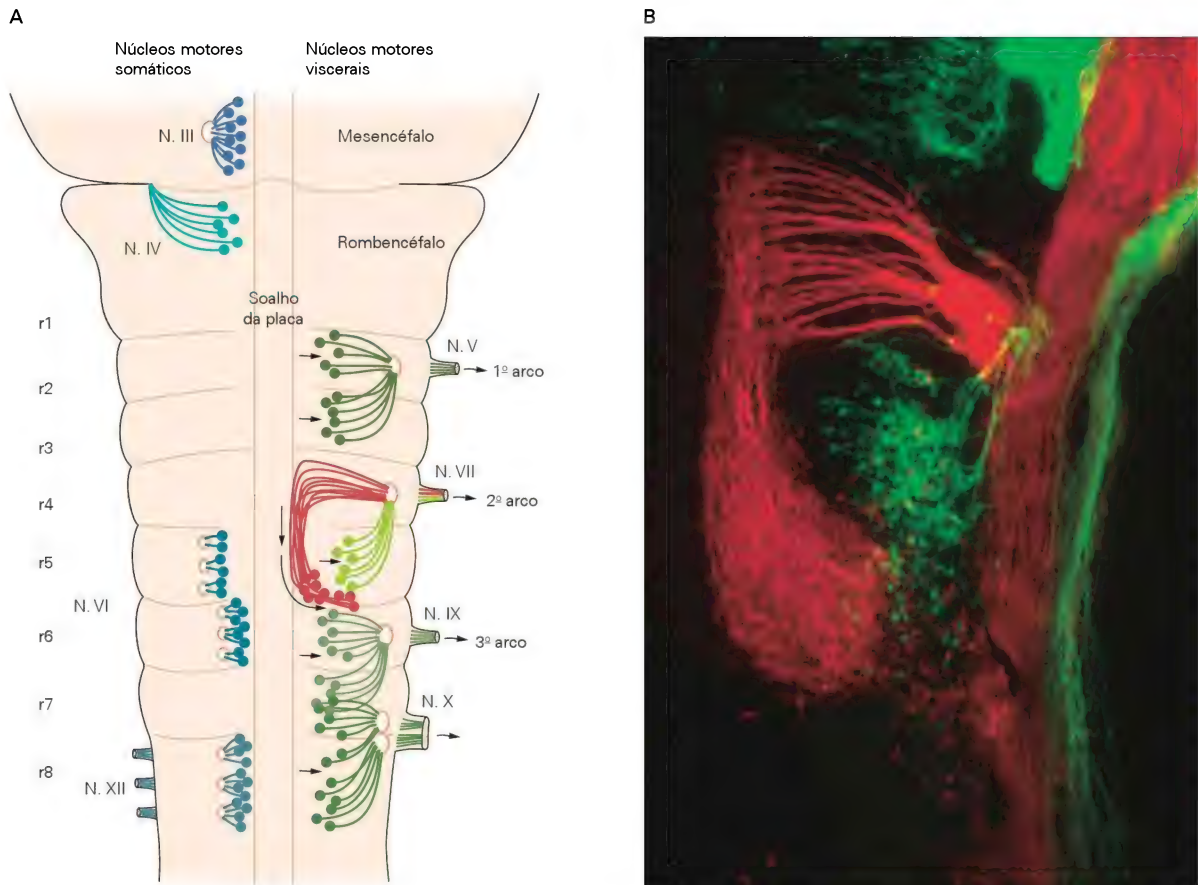 A
Núcleos motores
somáticos
Núcleos motores
viscerais
N. III
Mesencéfalo
N. IV
Rombencéfalo
Soalho
da placa
r1
N. V
1º arco
r2
r3
N. VII
r4
2º arco
r5
N. VI
N. IX
r6
3º arco
r7
N. X
r8
N. XII
B